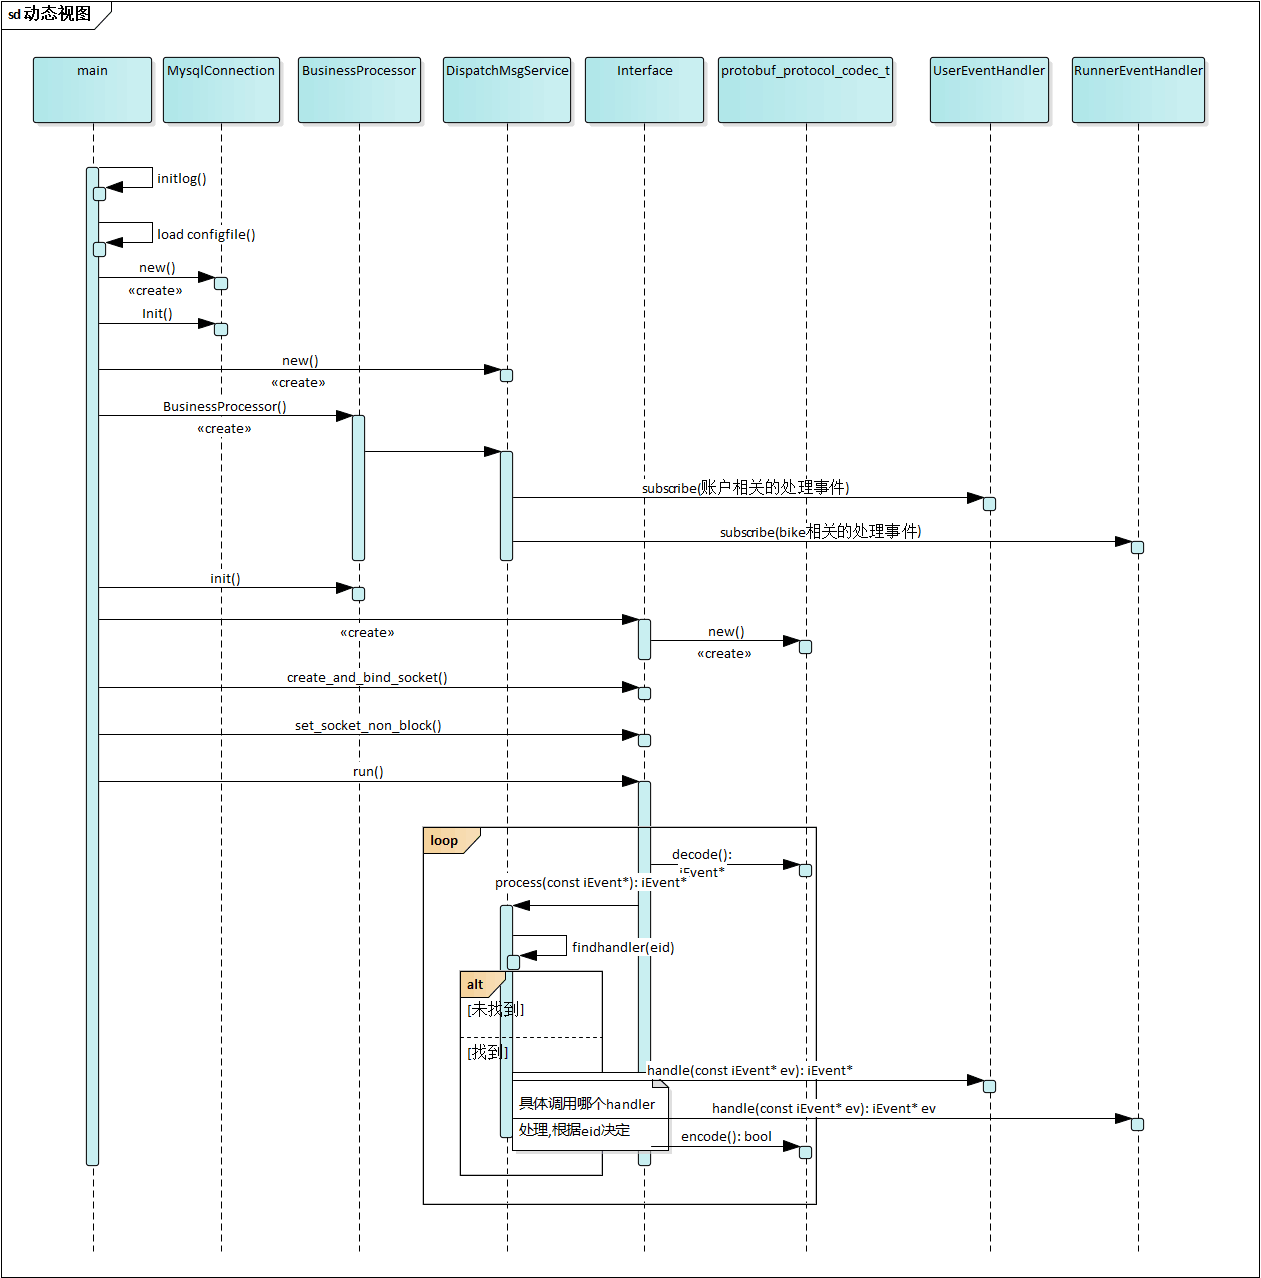 sd 动态视图
main
MysqlConnection
BusinessProcessor
DispatchMsgService
Interface
protobuf_protocol_codec_t
UserEventHandler
RunnerEventHandler
initlog()
load configfile()
new()
«create»
Init()
new()
«create»
BusinessProcessor()
«create»
subscribe(账户相关的处理事件)
subscribe(bike相关的处理事件)
init()
«create»
new()
«create»
create_and_bind_socket()
set_socket_non_block()
run()
loop
decode():
iEvent*
process(const iEvent*): iEvent*
findhandler(eid)
alt
[未找到]
[找到]
handle(const iEvent* ev): iEvent*
具体调用哪个handler
处理,根据eid决定
handle(const iEvent* ev): iEvent* ev
encode(): bool